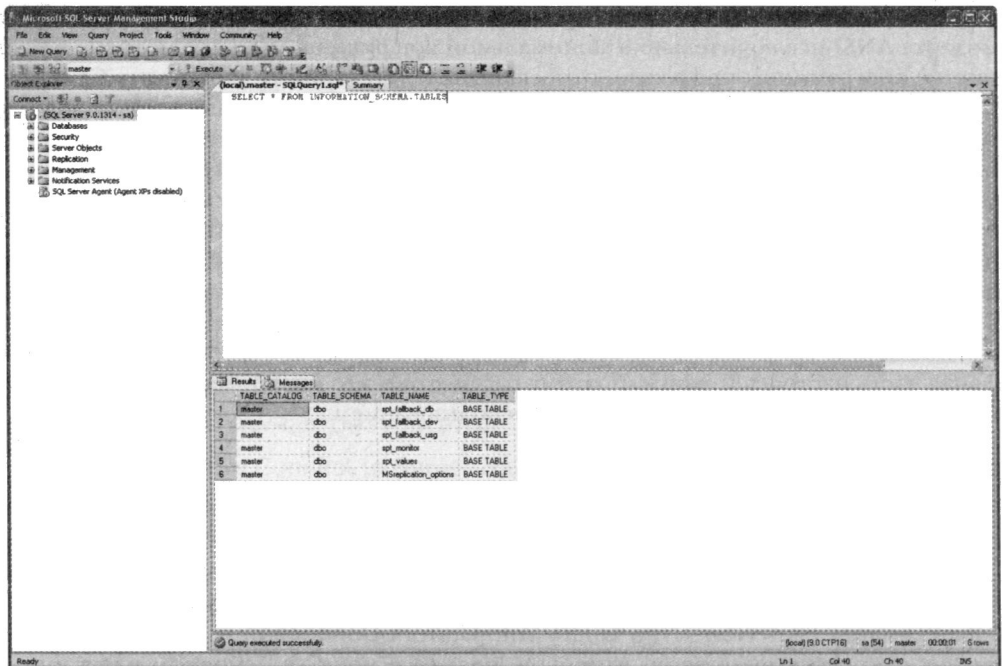 Microsoft SQL Server Management Studio
File Edit View Query Project Tools Window Community Help
New Query
master Execute
Object Explorer
(local).master - SQLQuery1.sql* Summary
Connect
SELECT * FROM INFORMATION_SCHEMA.TABLES
. (SQL Server 9.0.1314 - sa)
Databases
Security
Server Objects
Replication
Management
Notification Services
SQL Server Agent (Agent XPs disabled)
Results Messages
TABLE_CATALOG TABLE_SCHEMA TABLE_NAME TABLE_TYPE
1 master dbo spt_fallback_db BASE TABLE
2 master dbo spt_fallback_dev BASE TABLE
3 master dbo spt_fallback_usg BASE TABLE
4 master dbo spt_monitor BASE TABLE
5 master dbo spt_values BASE TABLE
6 master dbo MSreplication_options BASE TABLE
Query executed successfully. (local) (9.0 CTP16) sa (54) master 00:00:01 6 rows
Ready Ln 1 Col 40 Ch 40 INS